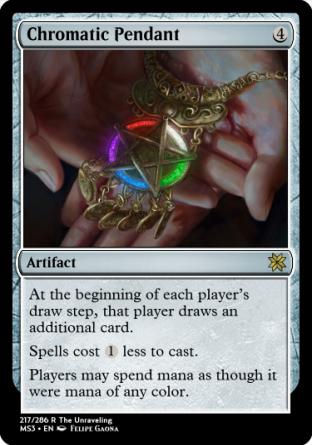 Chromatic Pendant 4
Artifact
At the beginning of each player's
draw step, that player draws an
additional card.
Spells cost 1 less to cast.
Players may spend mana as though it
were mana of any color.
217/286 R The Unraveling
MS3 • EN Felipe Gaona